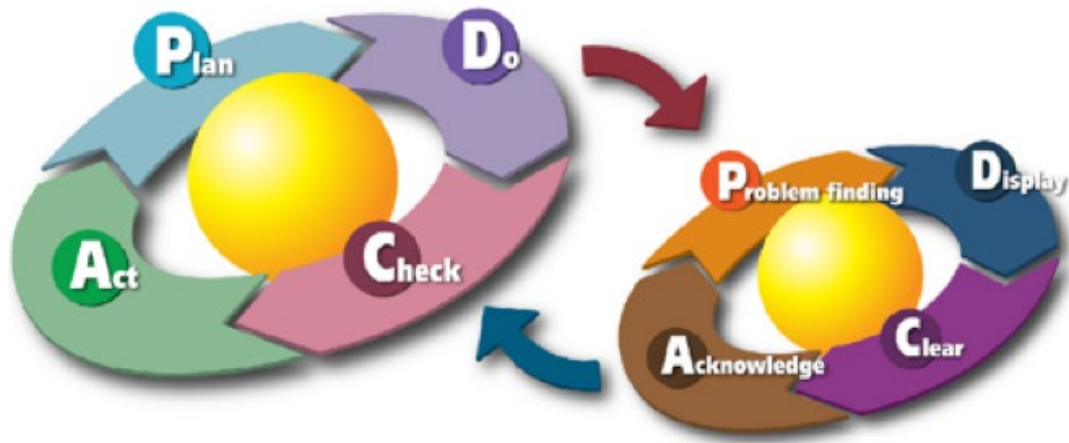 Plan
Do
Check
Act
Problem finding
Display
Clear
Acknowledge